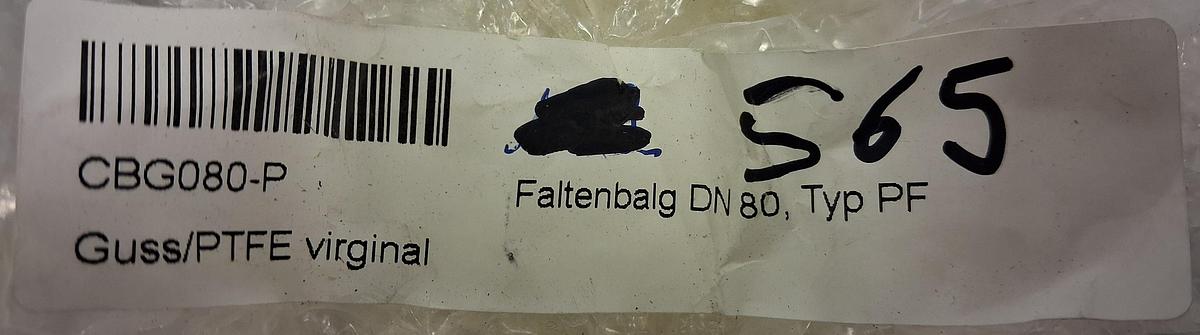 565
CBG080-P
Faltenbalg DN 80, Typ PF
Guss/PTFE virginal